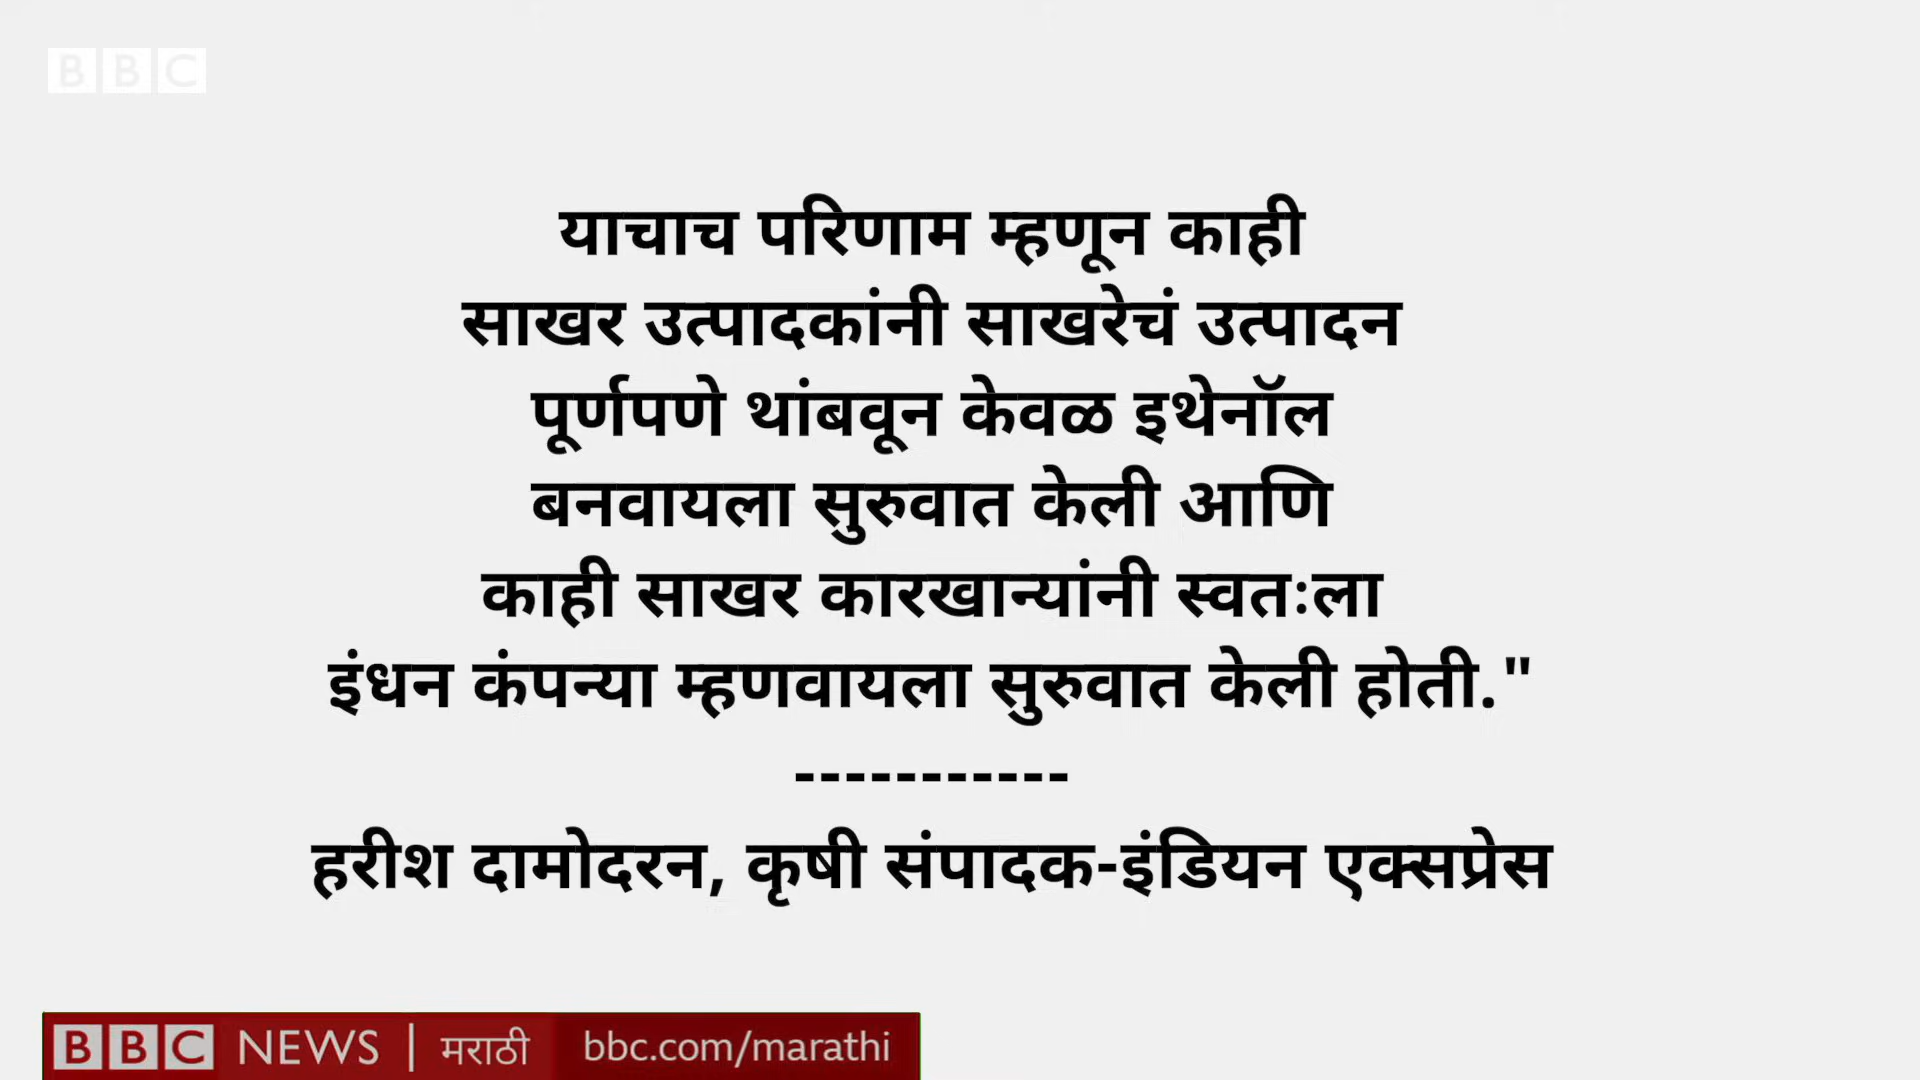 BBC
याचाच परिणाम म्हणून काही
साखर उत्पादकांनी साखरेचं उत्पादन
पूर्णपणे थांबवून केवळ इथेनॉल
बनवायला सुरुवात केली आणि
काही साखर कारखान्यांनी स्वतःला
इंधन कंपन्या म्हणवायला सुरुवात केली होती."
-----------
हरीश दामोदरन, कृषी संपादक-इंडियन एक्सप्रेस
BBC NEWS | मराठी bbc.com/marathi